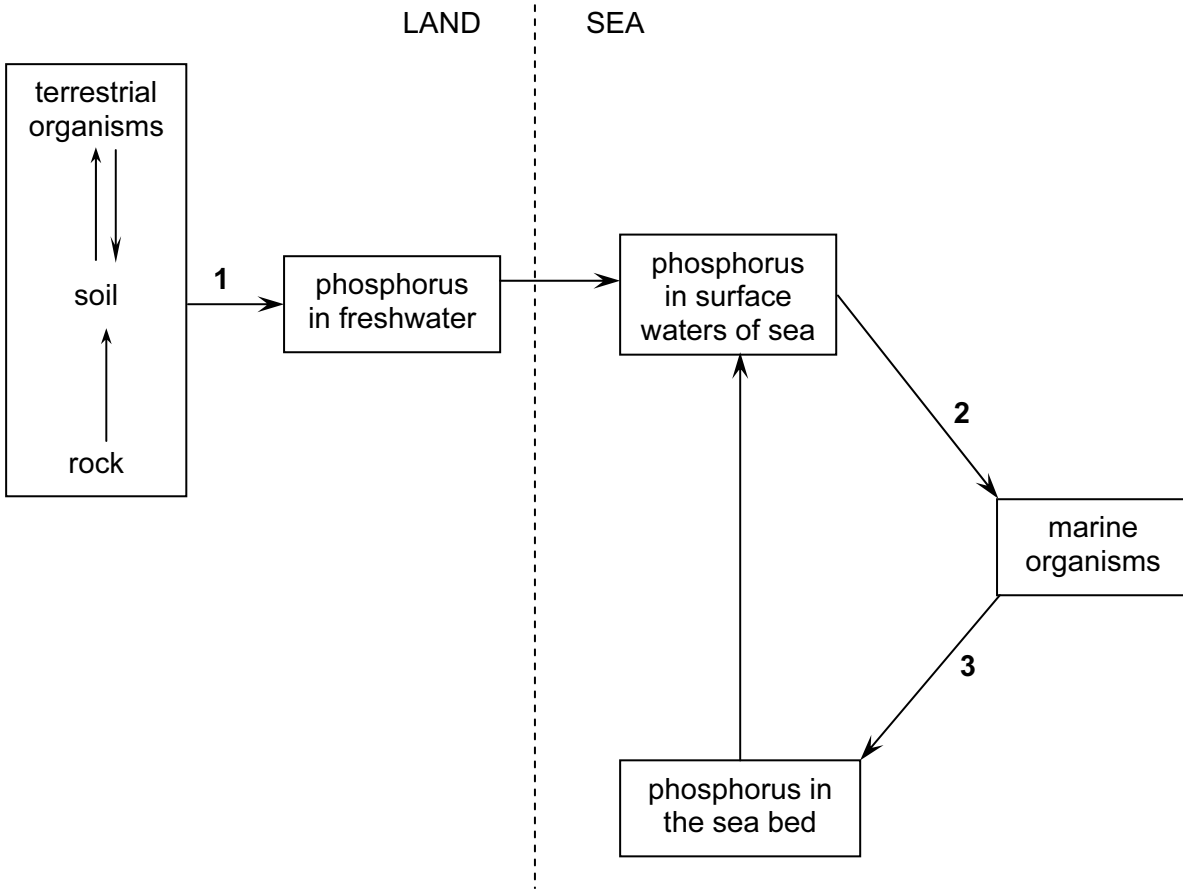 LAND
SEA
terrestrial
organisms
soil
rock
1
phosphorus
in freshwater
phosphorus
in surface
waters of sea
2
marine
organisms
3
phosphorus in
the sea bed